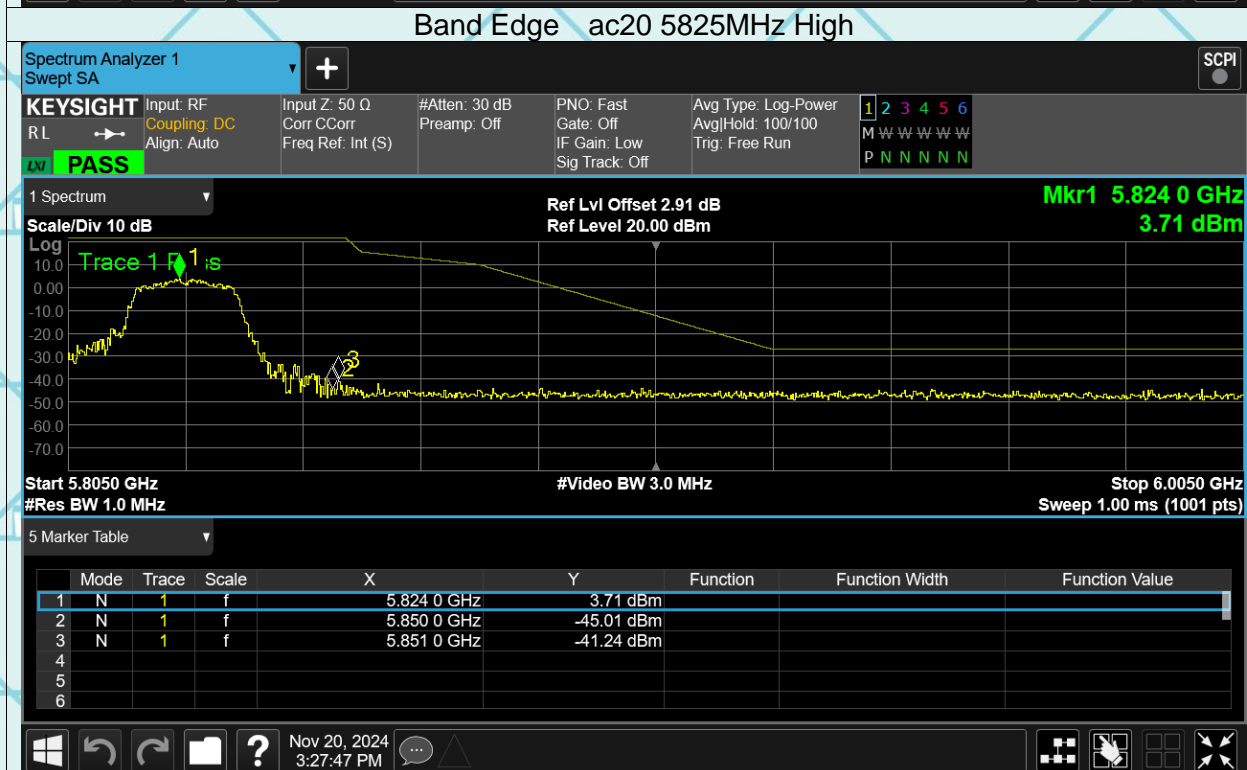 Band Edge ac20 5825MHz High
Spectrum Analyzer 1
Swept SA
+
SCPI
KEYSIGHT Input: RF Input Z: 50 Ω #Atten: 30 dB PNO: Fast Avg Type: Log-Power 1 2 3 4 5 6
RL Coupling: DC Corr CCorr Preamp: Off Gate: Off Avg|Hold: 100/100 M W W W W W W
Align: Auto Freq Ref: Int (S) IF Gain: Low Trig: Free Run
LXI PASS Sig Track: Off P N N N N N N
1 Spectrum Ref Lvl Offset 2.91 dB Mkr1 5.824 0 GHz
Scale/Div 10 dB Ref Level 20.00 dBm 3.71 dBm
Log
10.0 Trace 1 P 1 s
0.00
-10.0
-20.0
-30.0 3
2
-40.0
-50.0
-60.0
-70.0
Start 5.8050 GHz #Video BW 3.0 MHz Stop 6.0050 GHz
#Res BW 1.0 MHz Sweep 1.00 ms (1001 pts)
5 Marker Table
Mode Trace Scale X Y Function Function Width Function Value
1 N 1 f 5.824 0 GHz 3.71 dBm
2 N 1 f 5.850 0 GHz -45.01 dBm
3 N 1 f 5.851 0 GHz -41.24 dBm
4
5
6
? Nov 20, 2024
3:27:47 PM